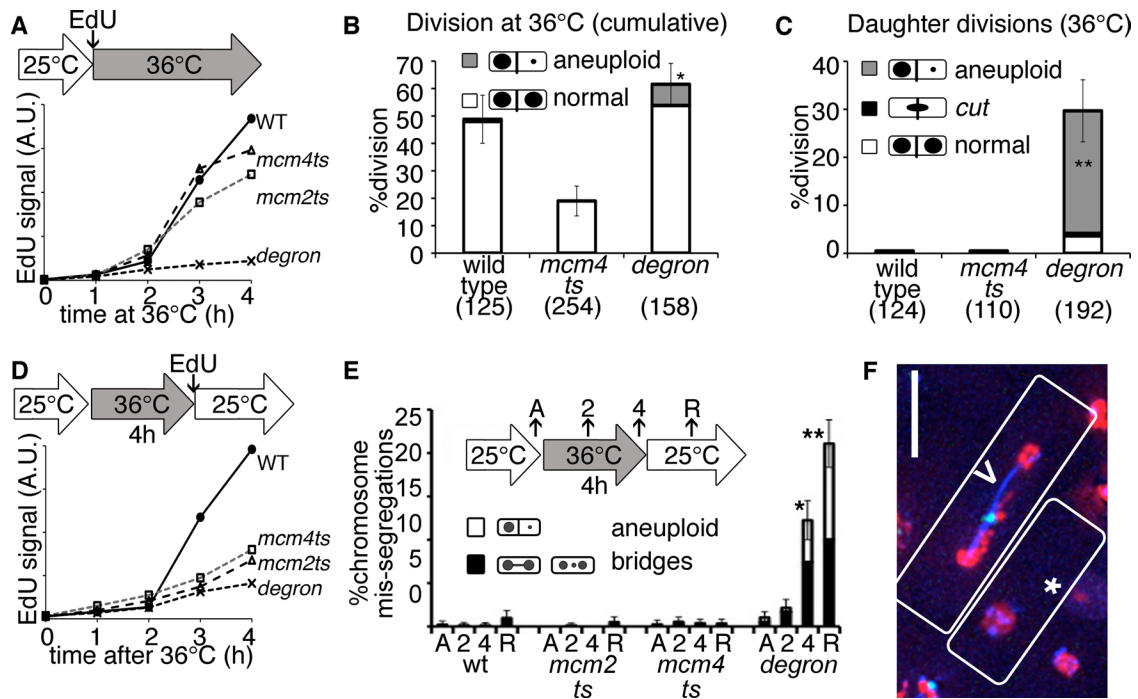 A
EdU
25°C
36°C
EdU signal (A.U.)
WT
mcm4ts
mcm2ts
degron
0 1 2 3 4
time at 36°C (h)
B
Division at 36°C (cumulative)
aneuploid
normal
%division
70
60
50
40
30
20
10
0
*
wild type (125)
mcm4 ts (254)
degron (158)
C
Daughter divisions (36°C)
aneuploid
cut
normal
%division
40
30
20
10
0
**
wild type (124)
mcm4 ts (110)
degron (192)
D
EdU
25°C
36°C
25°C
4h
EdU signal (A.U.)
WT
mcm4ts
mcm2ts
degron
0 1 2 3 4
time after 36°C (h)
E
A 2 4 R
25°C
36°C
25°C
4h
aneuploid
bridges
%chromosome mis-segregations
25
20
15
10
5
0
*
**
A 2 4 R
wt
A 2 4 R
mcm2 ts
A 2 4 R
mcm4 ts
A 2 4 R
degron
F
>
*